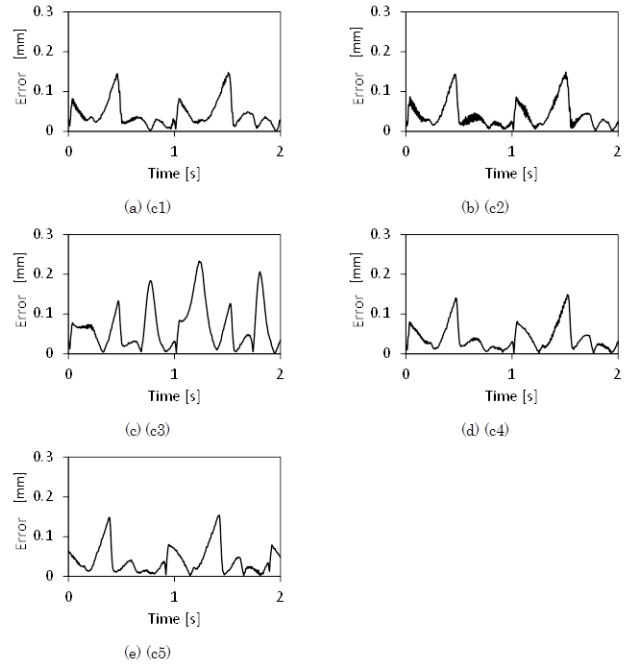 0.3
0.2
0.1
0
Error [mm]
0 1 2
Time [s]
(a) (c1)
0.3
0.2
0.1
0
Error [mm]
0 1 2
Time [s]
(b) (c2)
0.3
0.2
0.1
0
Error [mm]
0 1 2
Time [s]
(c) (c3)
0.3
0.2
0.1
0
Error [mm]
0 1 2
Time [s]
(d) (c4)
0.3
0.2
0.1
0
Error [mm]
0 1 2
Time [s]
(e) (c5)